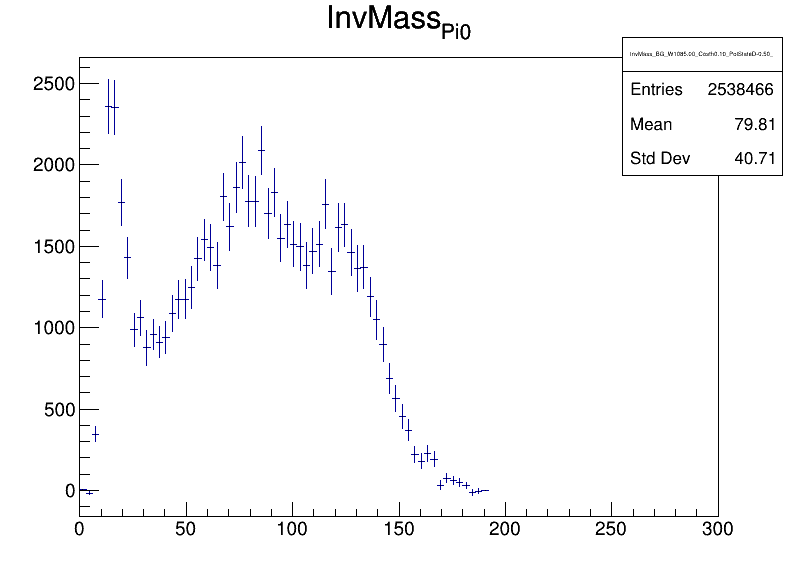 InvMass_Pi0
InvMass_BG_W1085.00_Costh0.10_PolStateD-0.50_
Entries 2538466
Mean 79.81
Std Dev 40.71
2500
2000
1500
1000
500
0
0 50 100 150 200 250 300